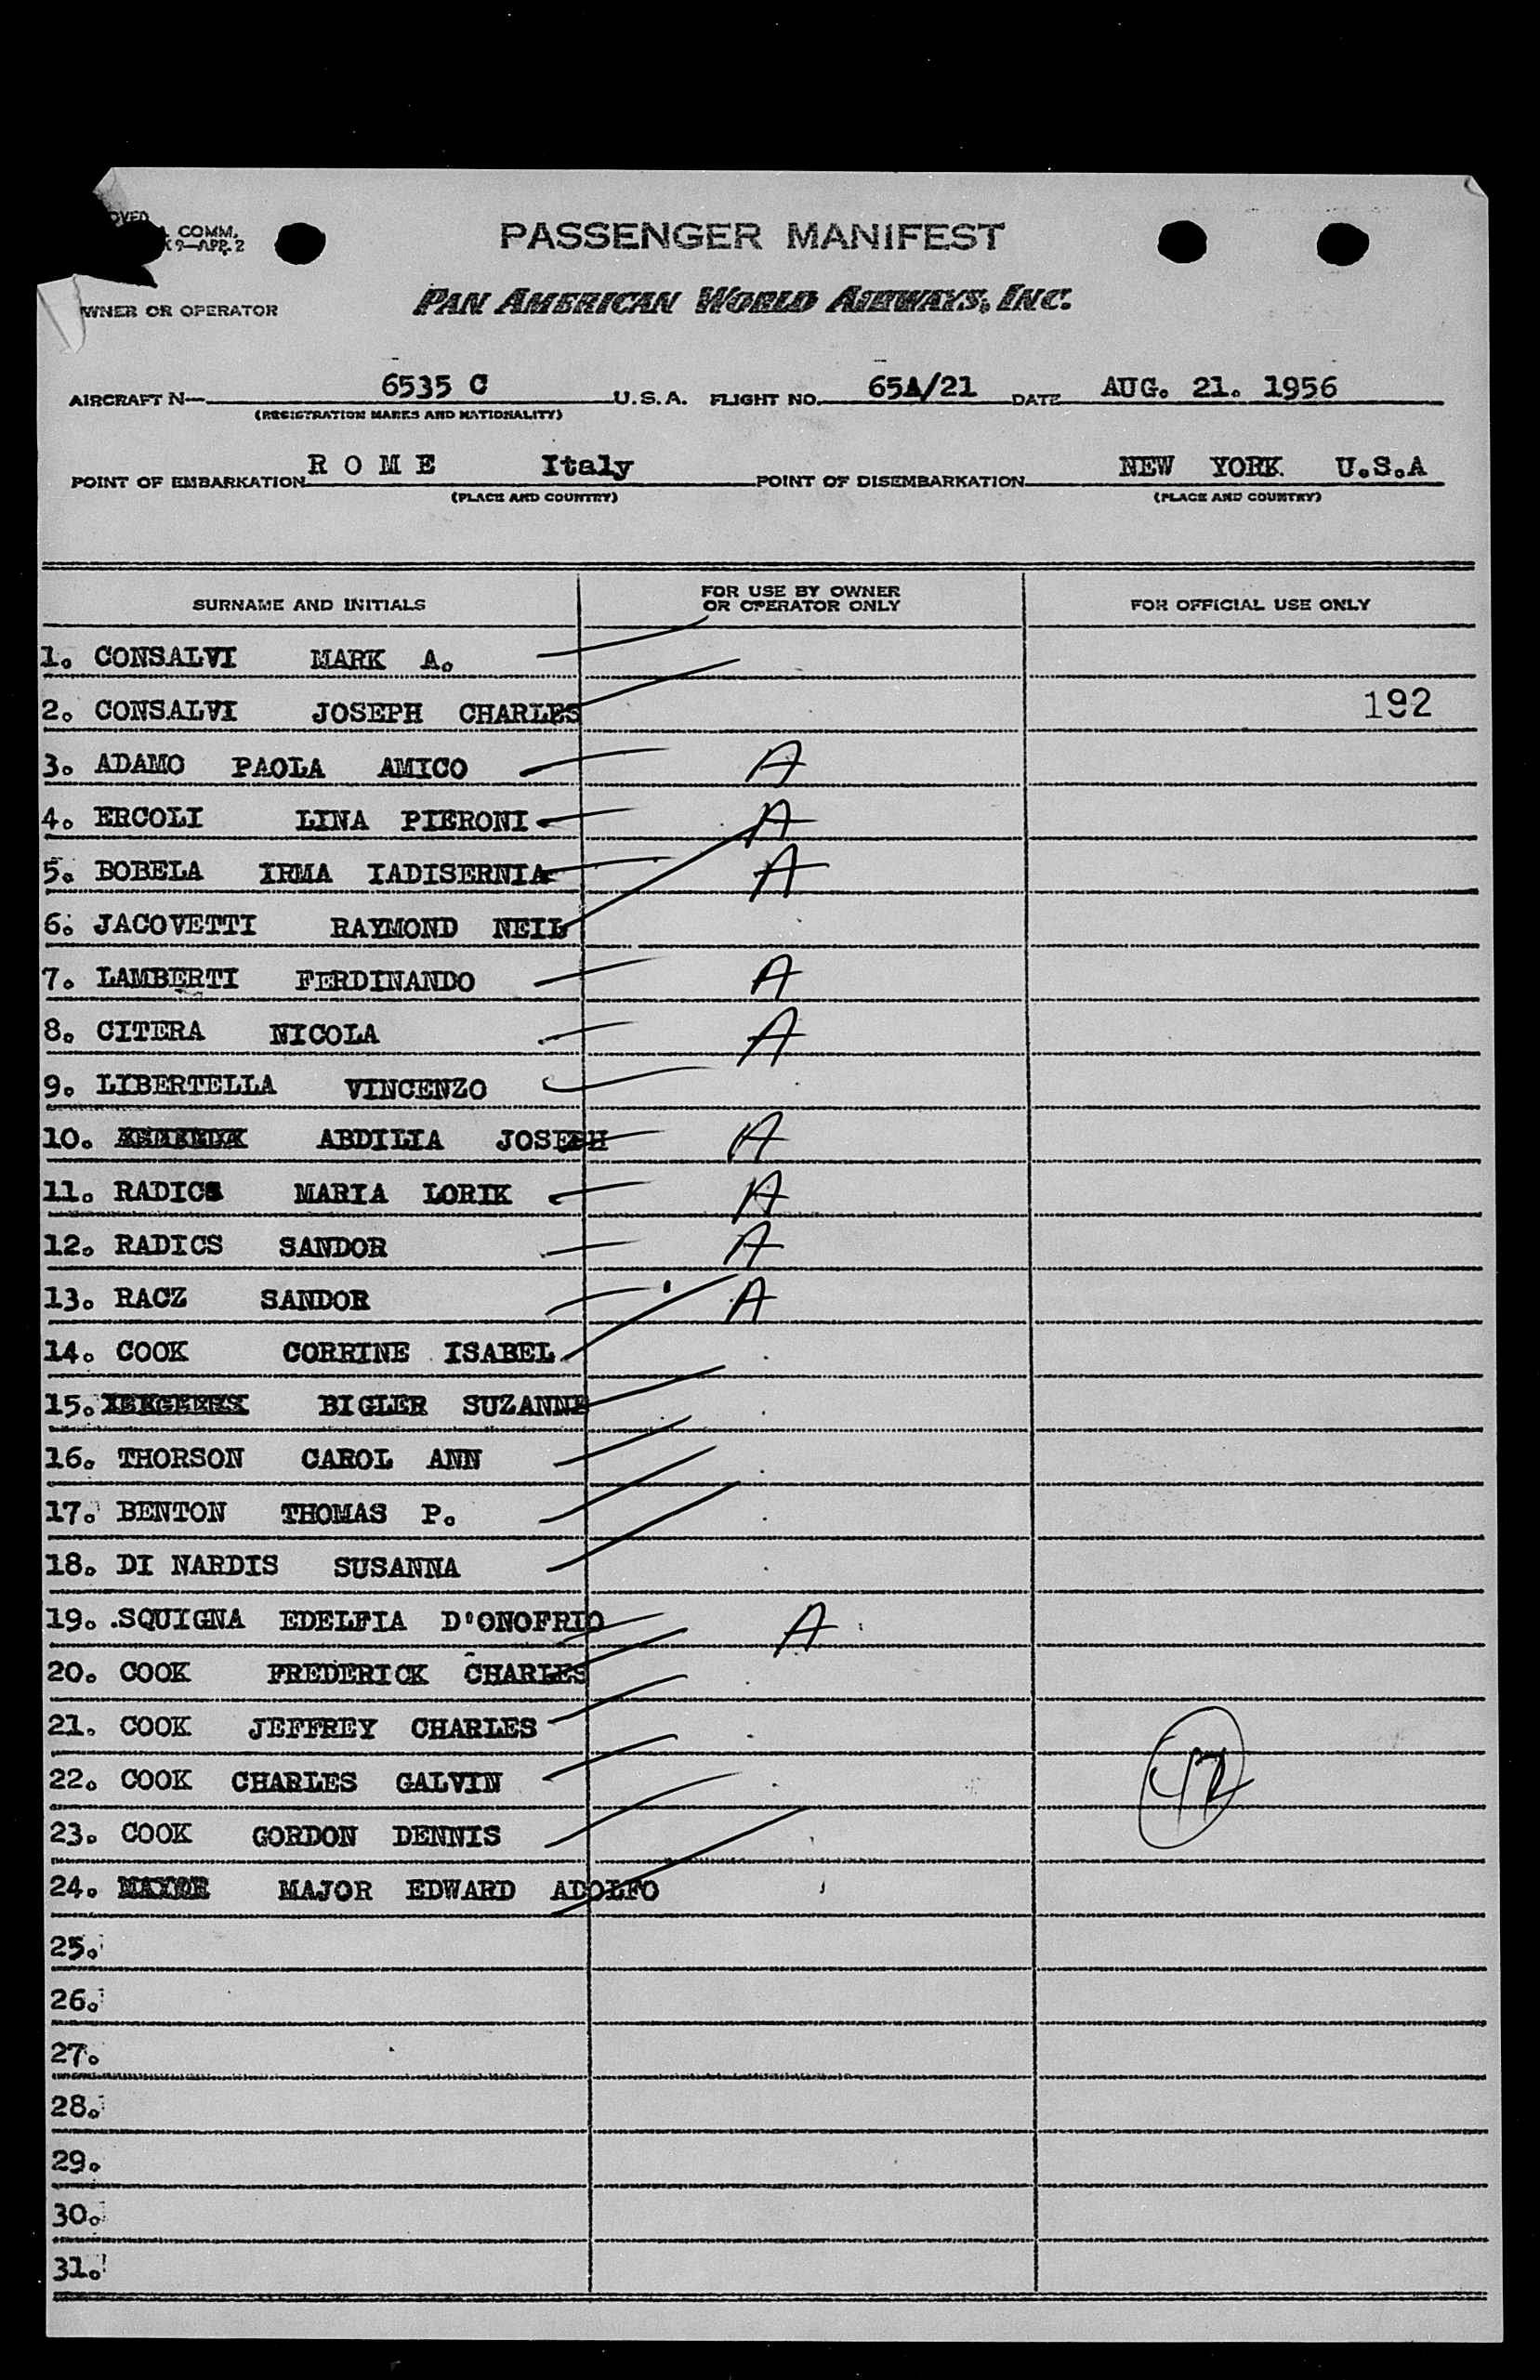 OVED
COMM.
9-APR. 2
PASSENGER MANIFEST
WNER OR OPERATOR
PAN AMERICAN WORLD AIRWAYS, INC.
AIRCRAFT N- 6535 C U.S.A. FLIGHT NO. 65A/21 DATE AUG. 21. 1956
(REGISTRATION MARKS AND NATIONALITY)
POINT OF EMBARKATION R O M E Italy POINT OF DISEMBARKATION NEW YORK U.S.A
(PLACE AND COUNTRY) (PLACE AND COUNTRY)
SURNAME AND INITIALS FOR USE BY OWNER OR OPERATOR ONLY FOR OFFICIAL USE ONLY
1. CONSALVI MARK A.
2. CONSALVI JOSEPH CHARLES 192
3. ADAMO PAOLA AMICO A
4. ERCOLI LINA PIERONI A
5. BOBELA IRMA IADISERNIA A
6. JACOVETTI RAYMOND NEIL
7. LAMBERTI FERDINANDO A
8. CITERA NICOLA A
9. LIBERTELLA VINCENZO
10. ABDILIA JOSEPH A
11. RADICS MARIA LORIK A
12. RADICS SANDOR A
13. RACZ SANDOR A
14. COOK CORRINE ISABEL
15. BIGLER SUZANNE
16. THORSON CAROL ANN
17. BENTON THOMAS P.
18. DI NARDIS SUSANNA
19. SQUIGNA EDELFIA D'ONOFRIO A
20. COOK FREDERICK CHARLES
21. COOK JEFFREY CHARLES
22. COOK CHARLES GALVIN
23. COOK GORDON DENNIS
24. MAJOR EDWARD ADOLFO
25.
26.
27.
28.
29.
30.
31.